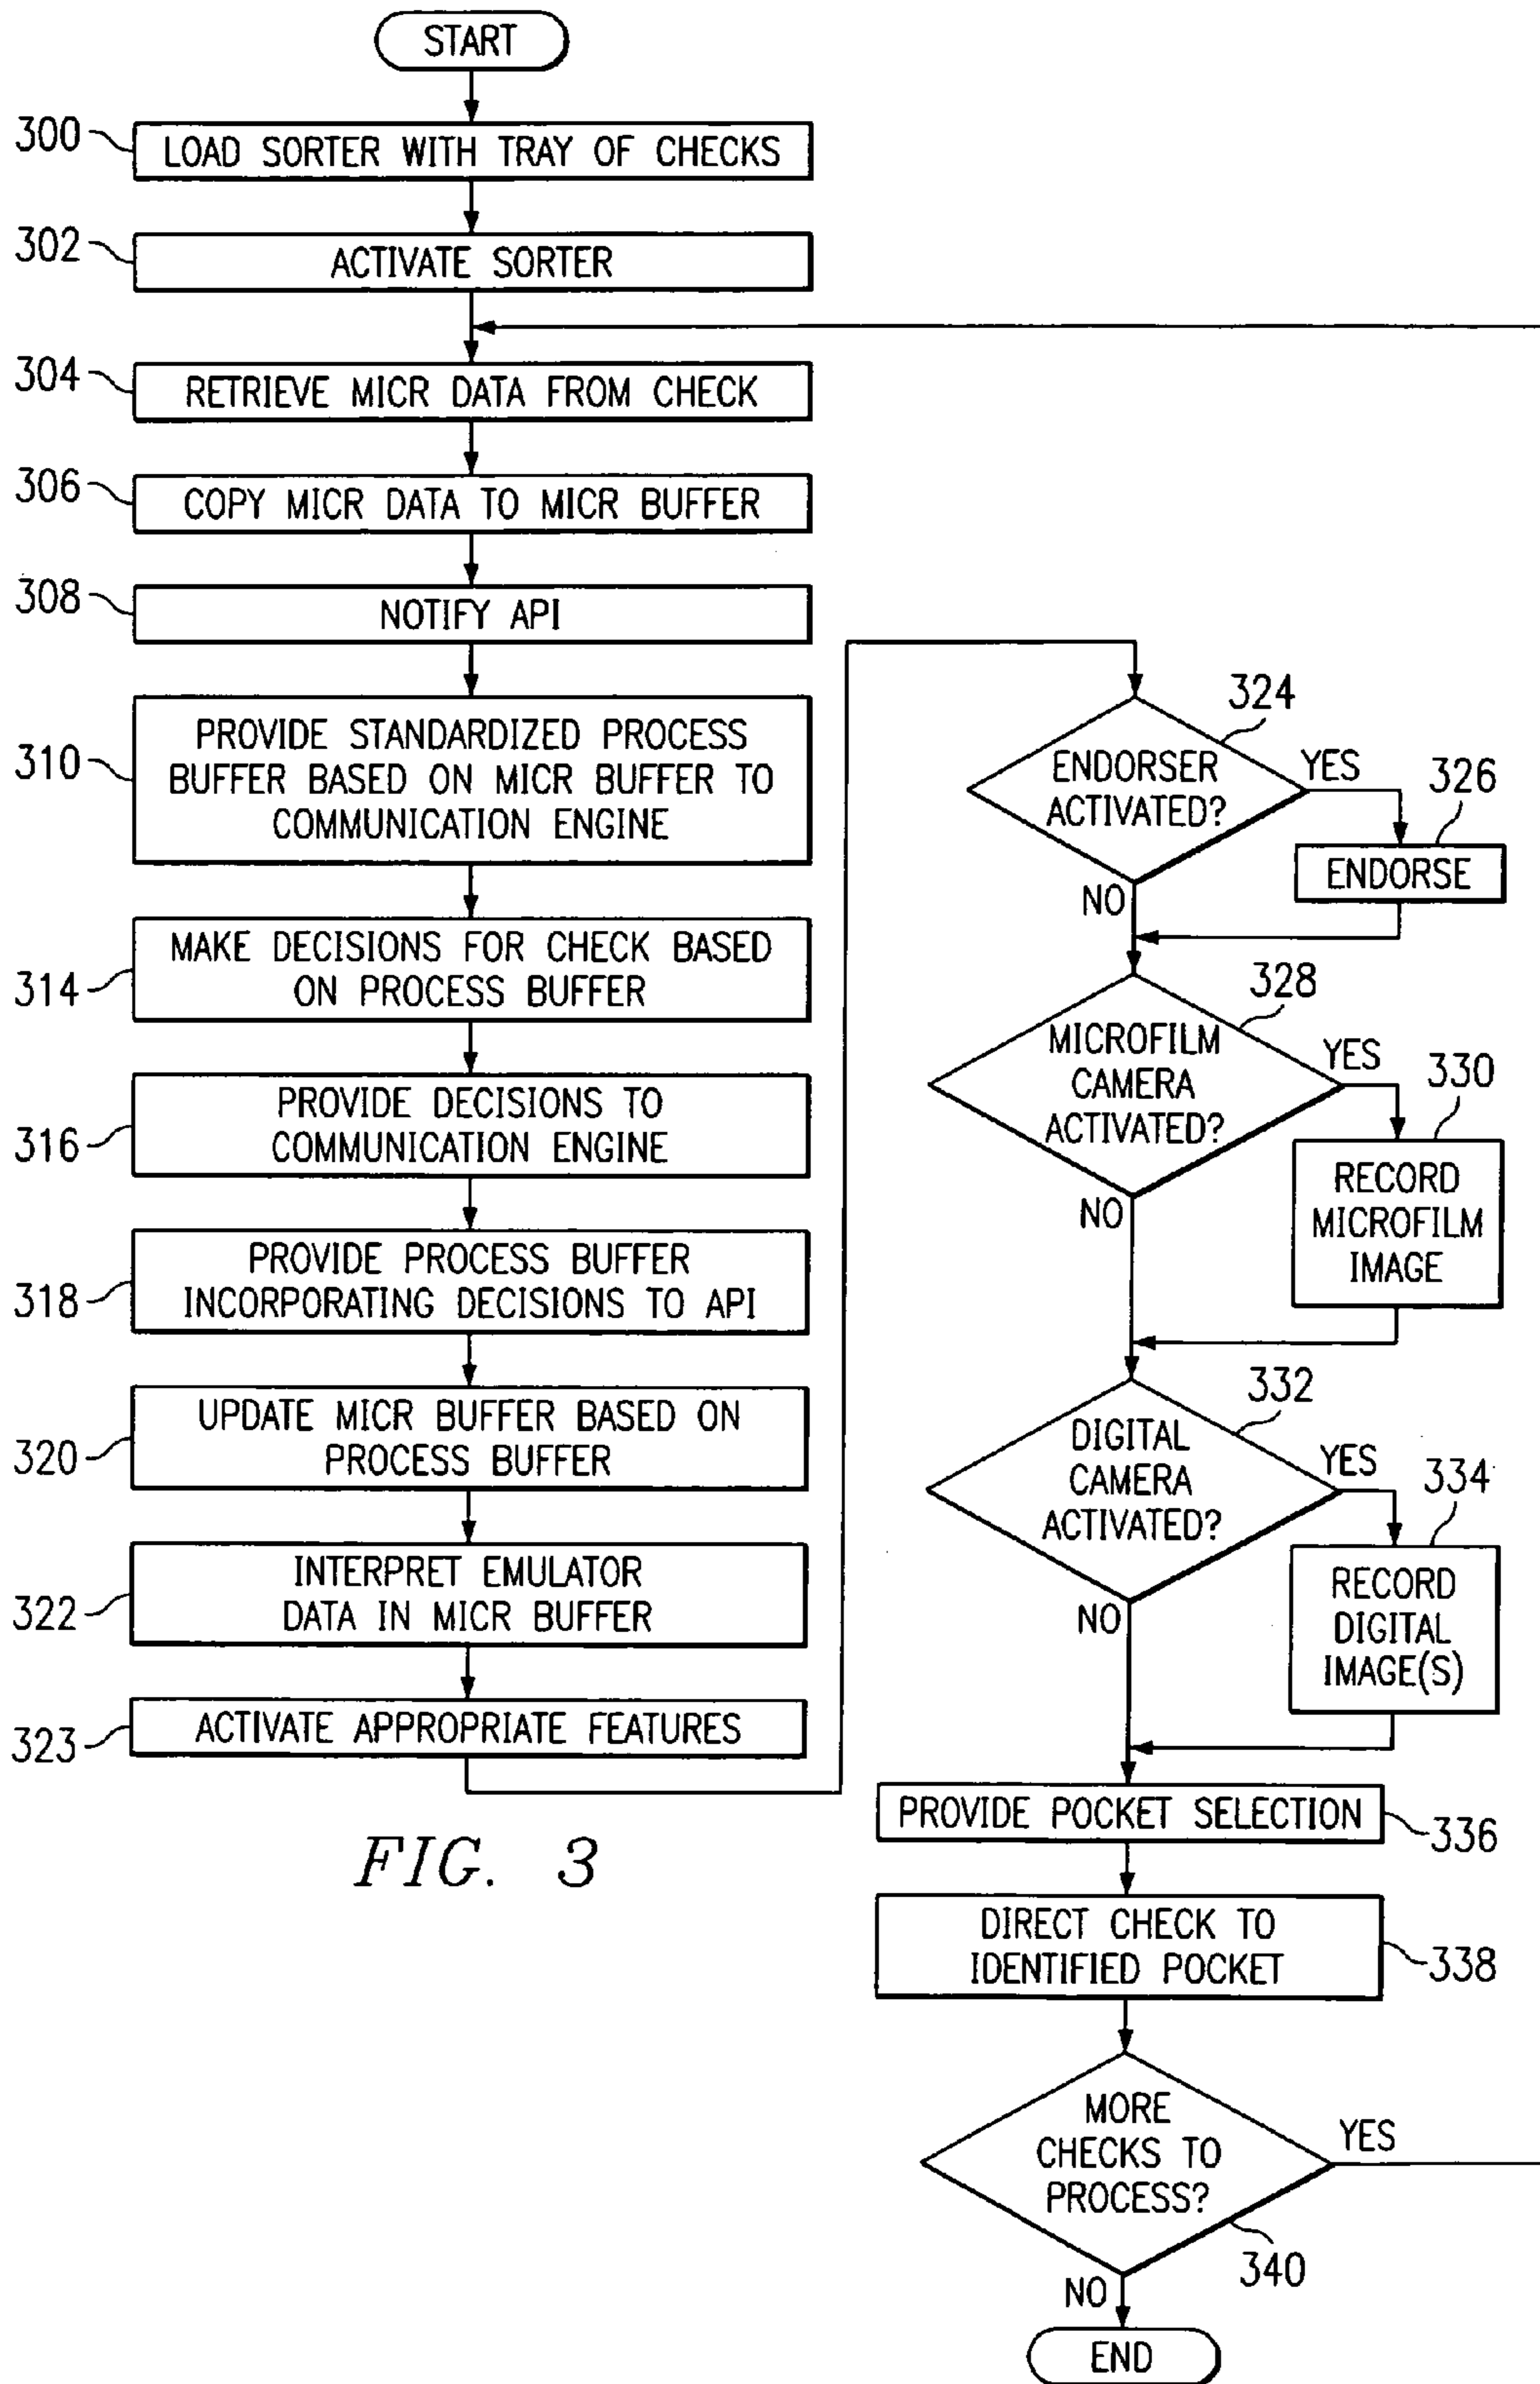 START
300
LOAD SORTER WITH TRAY OF CHECKS
302
ACTIVATE SORTER
304
RETRIEVE MICR DATA FROM CHECK
306
COPY MICR DATA TO MICR BUFFER
308
NOTIFY API
310
PROVIDE STANDARDIZED PROCESS
BUFFER BASED ON MICR BUFFER TO
COMMUNICATION ENGINE
314
MAKE DECISIONS FOR CHECK BASED
ON PROCESS BUFFER
316
PROVIDE DECISIONS TO
COMMUNICATION ENGINE
318
PROVIDE PROCESS BUFFER
INCORPORATING DECISIONS TO API
320
UPDATE MICR BUFFER BASED ON
PROCESS BUFFER
322
INTERPRET EMULATOR
DATA IN MICR BUFFER
323
ACTIVATE APPROPRIATE FEATURES
324
ENDORSER
ACTIVATED?
YES
326
ENDORSE
NO
328
MICROFILM
CAMERA
ACTIVATED?
YES
330
RECORD
MICROFILM
IMAGE
NO
332
DIGITAL
CAMERA
ACTIVATED?
YES
334
RECORD
DIGITAL
IMAGE(S)
NO
PROVIDE POCKET SELECTION
336
DIRECT CHECK TO
IDENTIFIED POCKET
338
MORE
CHECKS TO
PROCESS?
YES
340
NO
END
FIG. 3